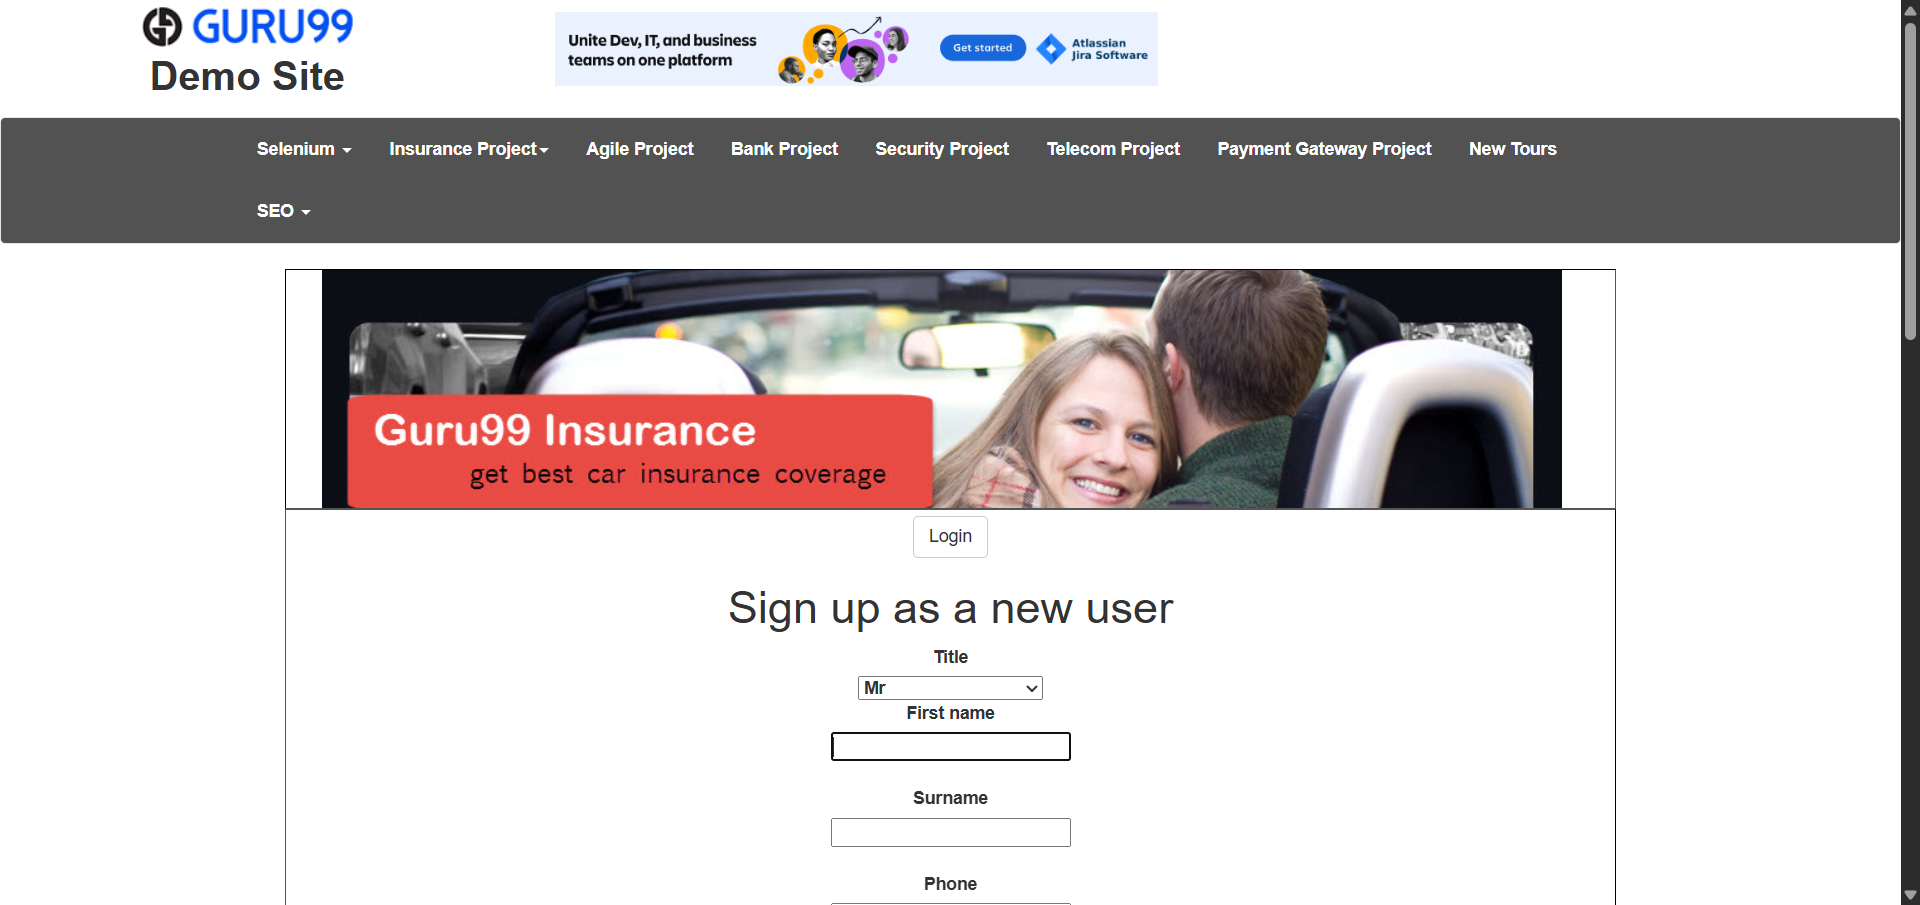 GURU99
Demo Site
Unite Dev, IT, and business
teams on one platform
Get started
Atlassian
Jira Software
Selenium
Insurance Project
Agile Project
Bank Project
Security Project
Telecom Project
Payment Gateway Project
New Tours
SEO
Guru99 Insurance
get best car insurance coverage
Login
Sign up as a new user
Title
Mr
First name
Surname
Phone